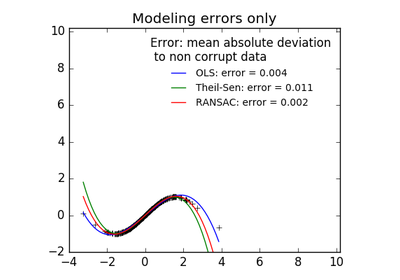 Modeling errors only
Error: mean absolute deviation
to non corrupt data
OLS: error = 0.004
Theil-Sen: error = 0.011
RANSAC: error = 0.002
10
8
6
4
2
0
−2
−4 −2 0 2 4 6 8 10